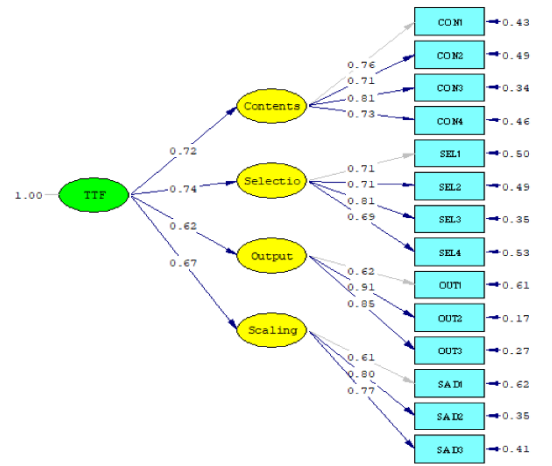 CON1 0.43
0.76
CON2 0.49
0.71
CON3 0.34
0.81
CON4 0.46
0.73
Contents
0.72
SEL1 0.50
0.71
Selectio
0.74
0.71
SEL2 0.49
0.81
SEL3 0.35
0.69
SEL4 0.53
1.00 TTF
0.62
Output
0.62
OUT1 0.61
0.91
OUT2 0.17
0.85
OUT3 0.27
0.67
Scaling
0.61
SAD1 0.62
0.80
SAD2 0.35
0.77
SAD3 0.41